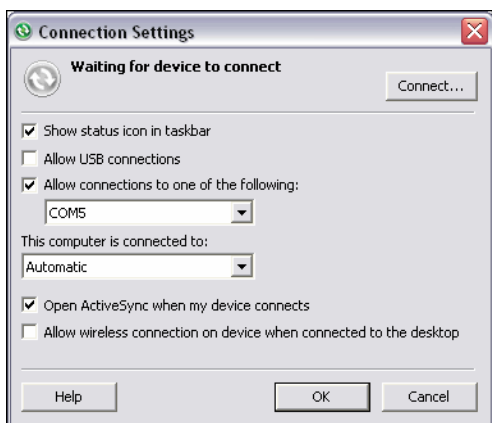 Connection Settings
Waiting for device to connect
Connect...
Show status icon in taskbar
Allow USB connections
Allow connections to one of the following:
COM5
This computer is connected to:
Automatic
Open ActiveSync when my device connects
Allow wireless connection on device when connected to the desktop
Help OK Cancel